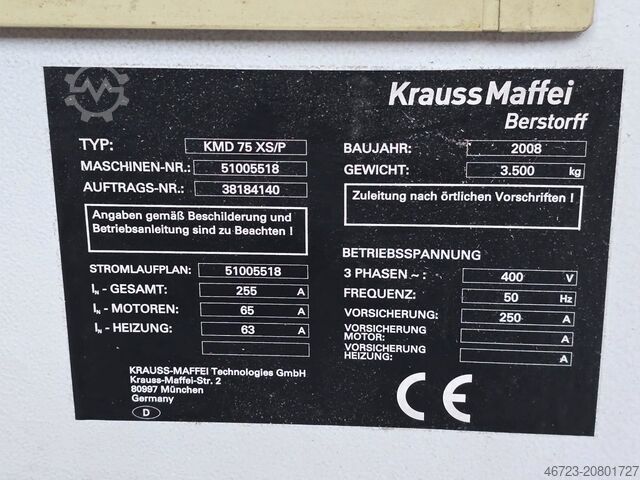 Krauss Maffei
Berstorff
TYP: KMD 75 XS/P
MASCHINEN-NR.: 51005518
AUFTRAGS-NR.: 38184140
Angaben gemäß Beschilderung und
Betriebsanleitung sind zu Beachten !
STROMLAUFPLAN: 51005518
IN - GESAMT: 255 A
IN - MOTOREN: 65 A
IN - HEIZUNG: 63 A
KRAUSS-MAFFEI Technologies GmbH
Krauss-Maffei-Str. 2
80997 München
Germany
D
BAUJAHR: 2008
GEWICHT: 3.500 kg
Zuleitung nach örtlichen Vorschriften !
BETRIEBSSPANNUNG
3 PHASEN ~ : 400 V
FREQUENZ: 50 Hz
VORSICHERUNG: 250 A
VORSICHERUNG
MOTOR: A
VORSICHERUNG
HEIZUNG: A
CE
46723-20801727